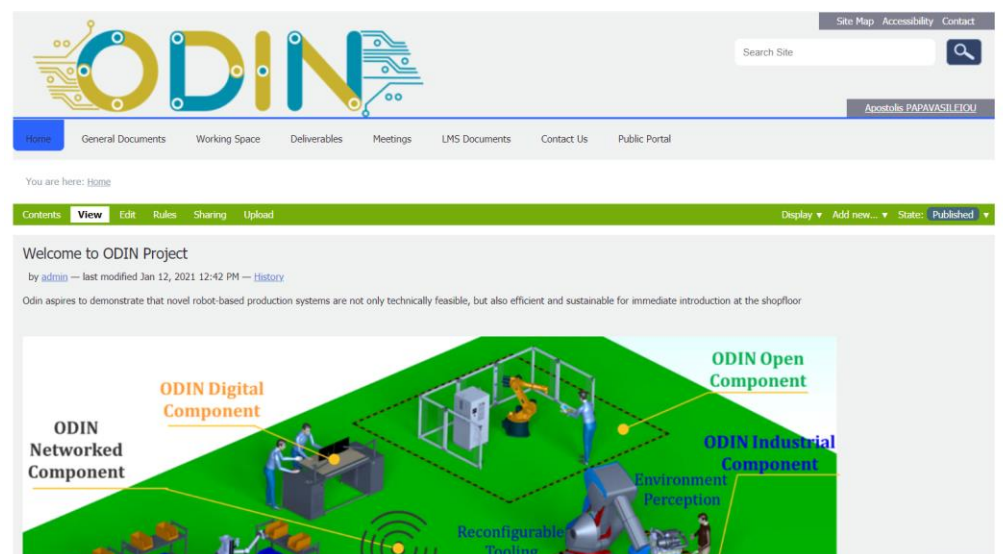 Site Map Accessibility Contact
ODIN
Search Site
Apostolis PAPAVASILEIOU
Home General Documents Working Space Deliverables Meetings LMS Documents Contact Us Public Portal
You are here: Home
Contents View Edit Rules Sharing Upload Display ▾ Add new... ▾ State: Published ▾
Welcome to ODIN Project
by admin — last modified Jan 12, 2021 12:42 PM — History
Odin aspires to demonstrate that novel robot-based production systems are not only technically feasible, but also efficient and sustainable for immediate introduction at the shopfloor
ODIN Open
Component
ODIN Digital
Component
ODIN
Networked
Component
ODIN Industrial
Component
Environment
Perception
Reconfigurable
Tooling